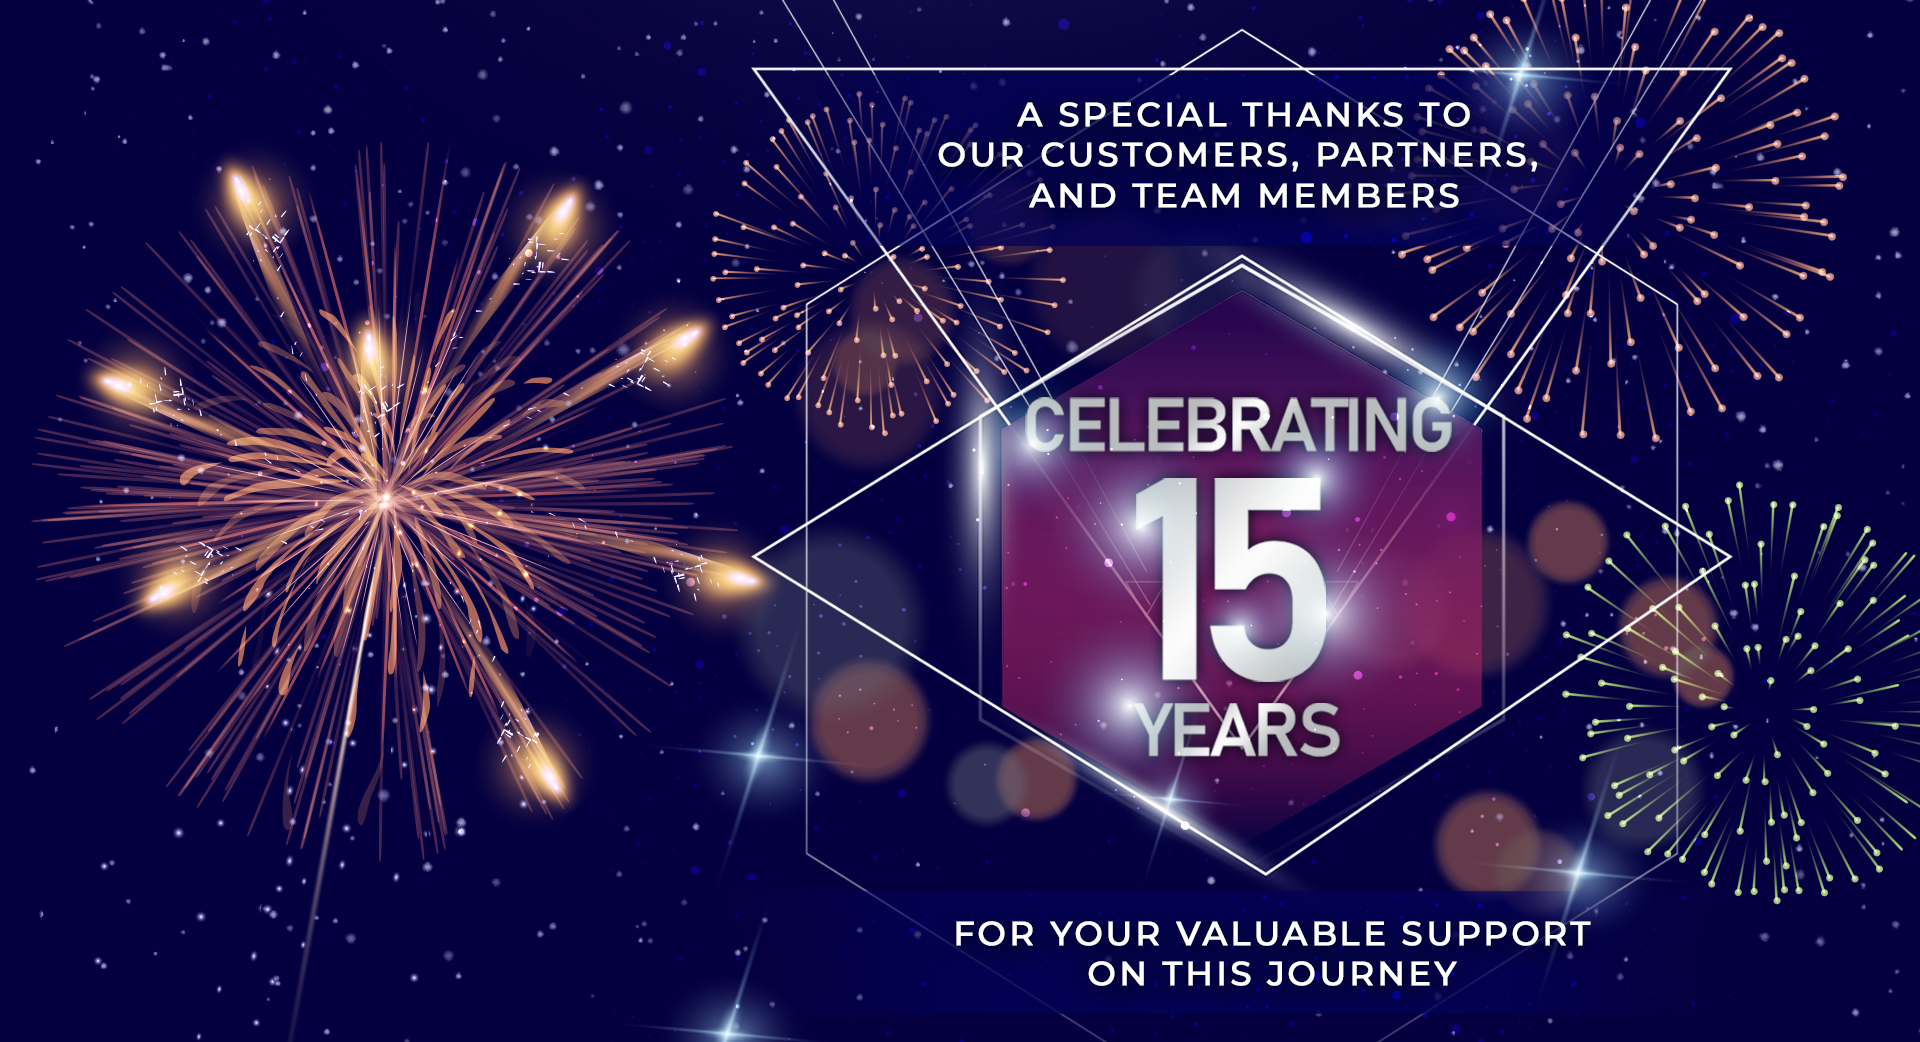 A SPECIAL THANKS TO
OUR CUSTOMERS, PARTNERS,
AND TEAM MEMBERS
CELEBRATING
15
YEARS
FOR YOUR VALUABLE SUPPORT
ON THIS JOURNEY